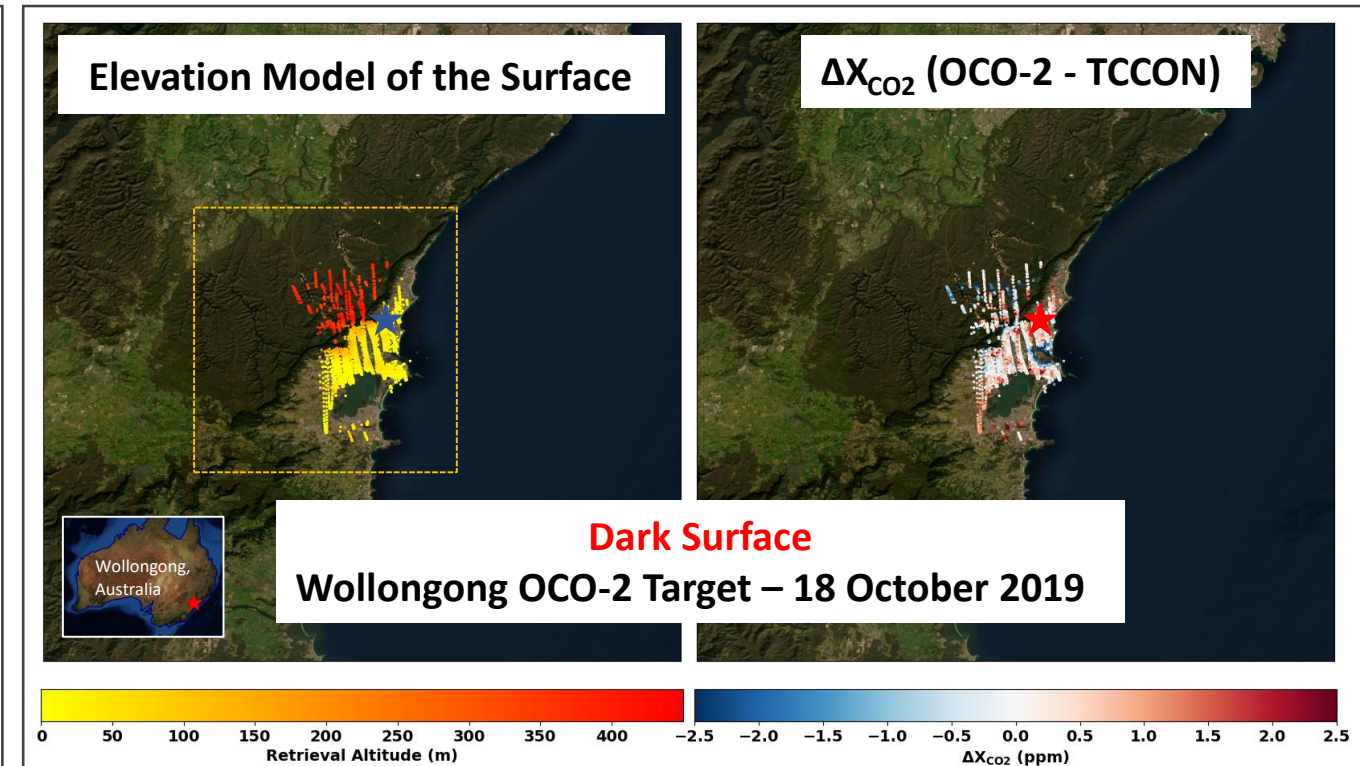 Elevation Model of the Surface
ΔX_CO2 (OCO-2 - TCCON)
Wollongong,
Australia
Dark Surface
Wollongong OCO-2 Target – 18 October 2019
0 50 100 150 200 250 300 350 400
Retrieval Altitude (m)
−2.5 −2.0 −1.5 −1.0 −0.5 0.0 0.5 1.0 1.5 2.0 2.5
ΔX_CO2 (ppm)